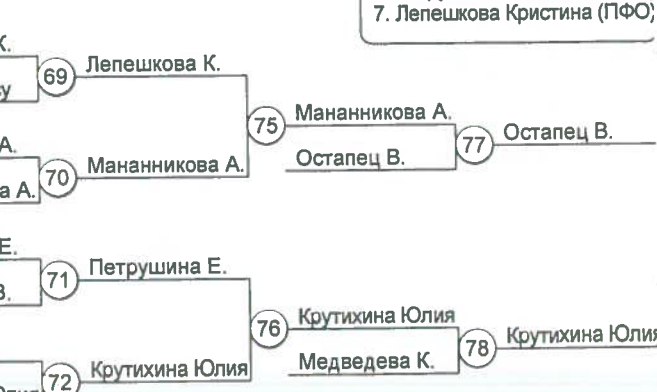 7. Лепешкова Кристина (ПФО)
К.
69 Лепешкова К.
су
75 Мананникова А.
77 Остапец В.
А.
Остапец В.
70 Мананникова А.
а А.
Е.
71 Петрушина Е.
В.
76 Крутихина Юлия
78 Крутихина Юлия
Медведева К.
72 Крутихина Юлия